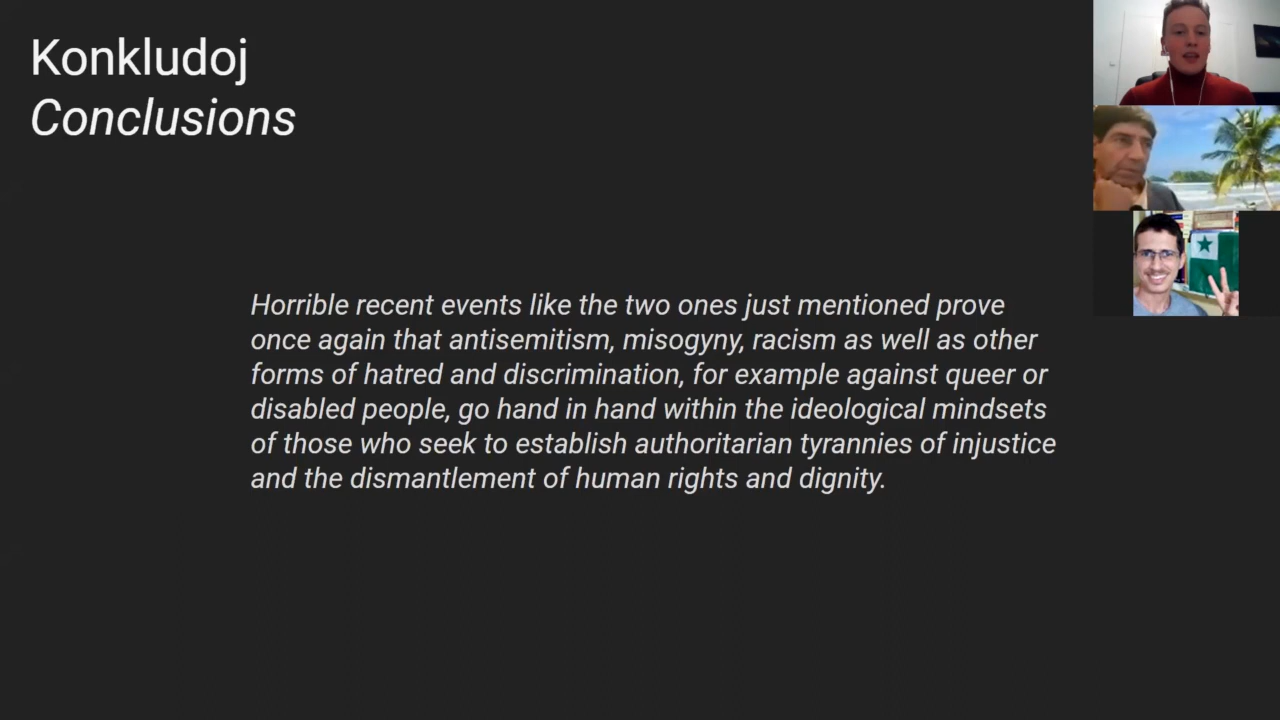 Konkludoj
Conclusions
Horrible recent events like the two ones just mentioned prove
once again that antisemitism, misogyny, racism as well as other
forms of hatred and discrimination, for example against queer or
disabled people, go hand in hand within the ideological mindsets
of those who seek to establish authoritarian tyrannies of injustice
and the dismantlement of human rights and dignity.